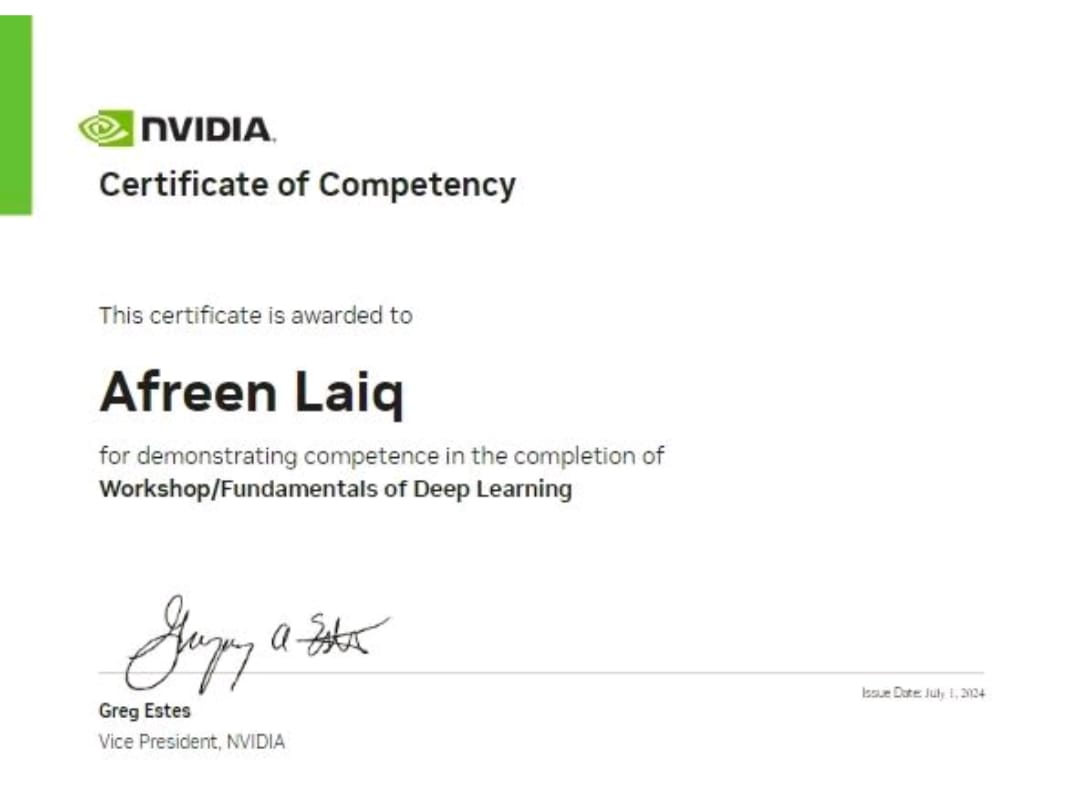 NVIDIA.
Certificate of Competency
This certificate is awarded to
Afreen Laiq
for demonstrating competence in the completion of
Workshop/Fundamentals of Deep Learning
Gregory A Estes
Issue Date: July 1, 2024
Greg Estes
Vice President, NVIDIA